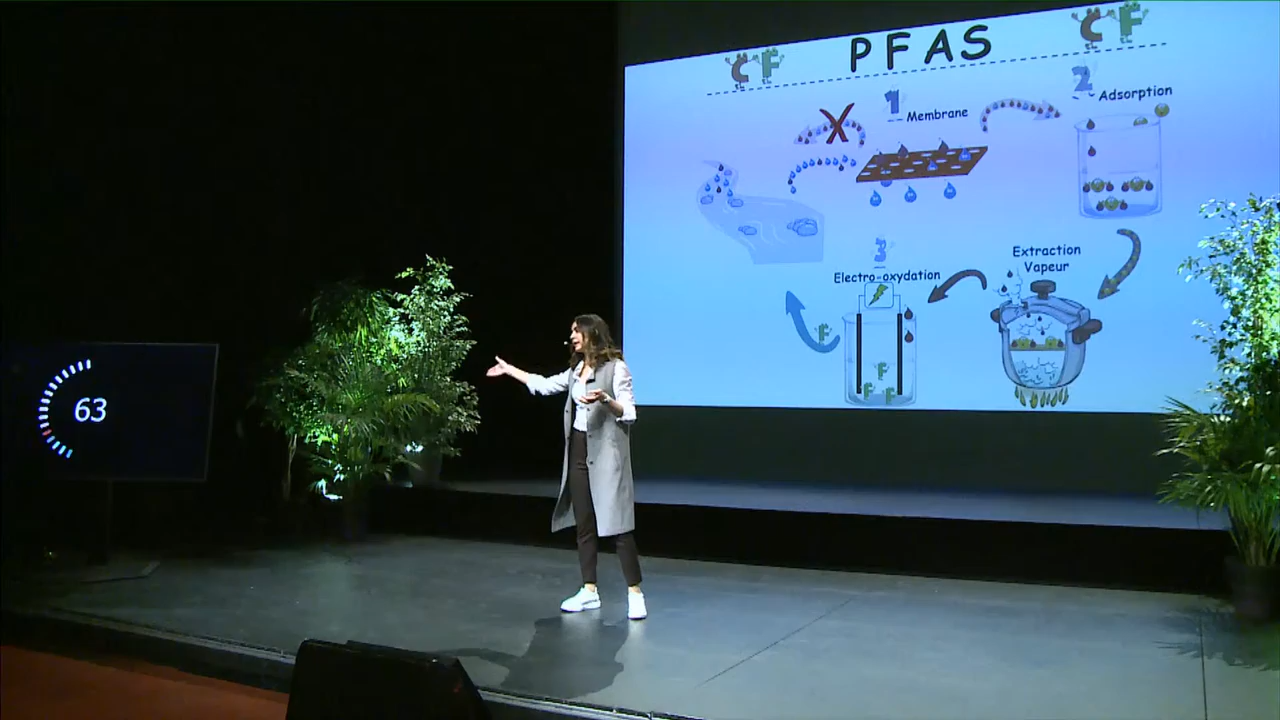 C F
PFAS
C F
1
Membrane
2
Adsorption
3
Electro-oxydation
Extraction
Vapeur
F
F
F
F
63